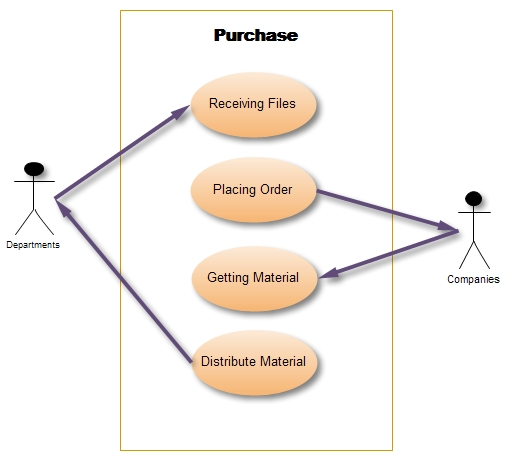 Purchase
Receiving Files
Placing Order
Departments
Getting Material
Companies
Distribute Material